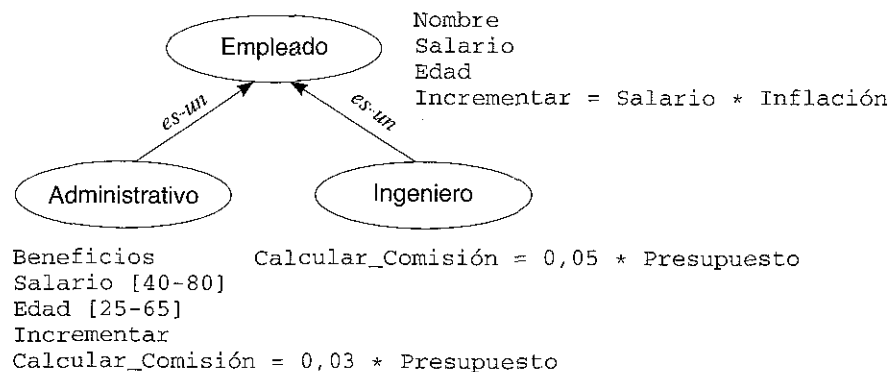 Nombre
Empleado
Salario
Edad
Incrementar = Salario * Inflación
es-un
es-un
Administrativo
Ingeniero
Beneficios
Calcular_Comisión = 0,05 * Presupuesto
Salario [40-80]
Edad [25-65]
Incrementar
Calcular_Comisión = 0,03 * Presupuesto